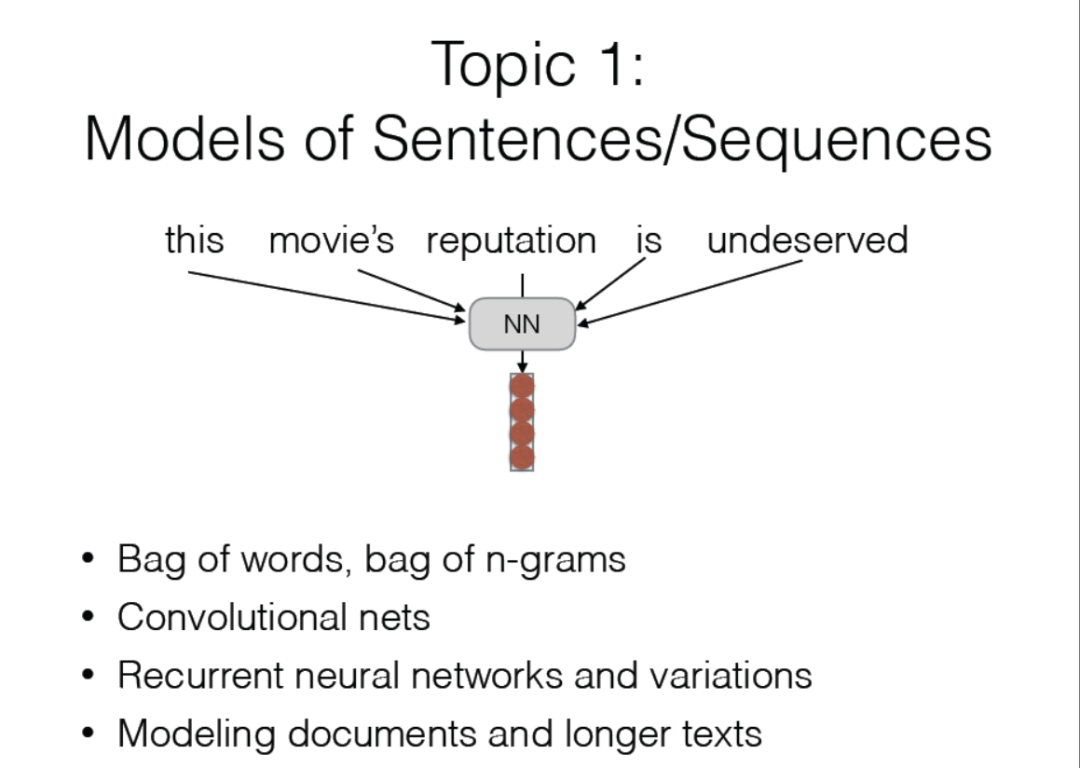 Topic 1:
Models of Sentences/Sequences
this movie’s reputation is undeserved
NN
• Bag of words, bag of n-grams
• Convolutional nets
• Recurrent neural networks and variations
• Modeling documents and longer texts